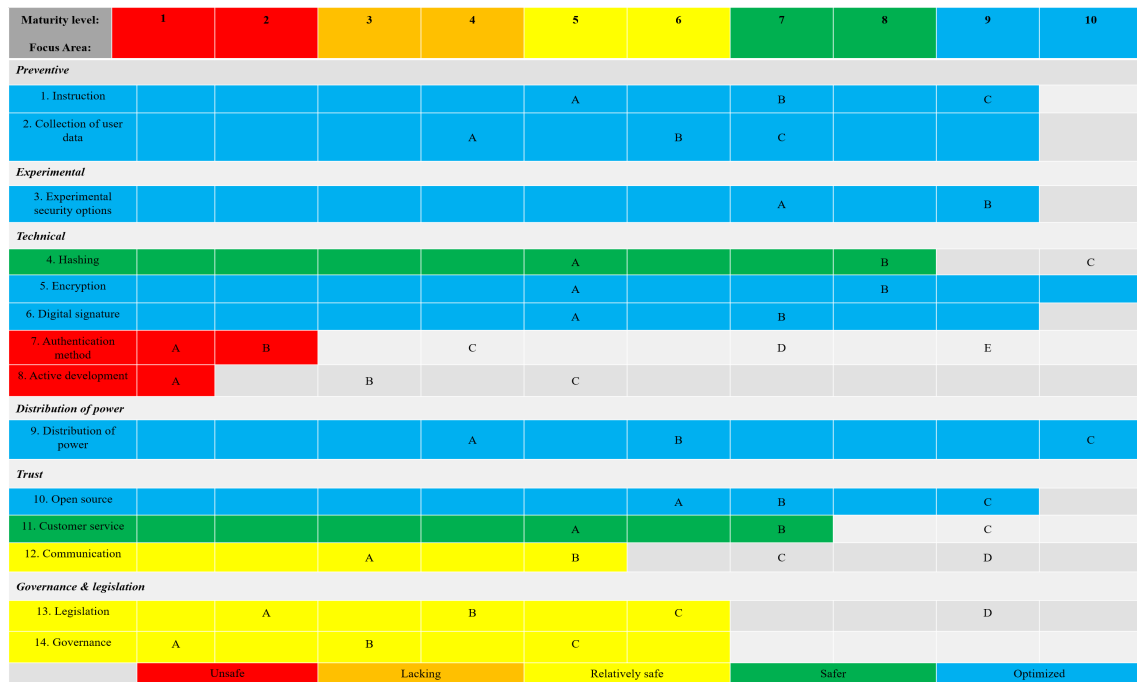 Maturity level: 1 2 3 4 5 6 7 8 9 10
Focus Area:
Preventive
1. Instruction A B C
2. Collection of user
data A B C
Experimental
3. Experimental
security options A B
Technical
4. Hashing A B C
5. Encryption A B
6. Digital signature A B
7. Authentication
method A B C D E
8. Active development A B C
Distribution of power
9. Distribution of
power A B C
Trust
10. Open source A B C
11. Customer service A B C
12. Communication A B C D
Governance & legislation
13. Legislation A B C D
14. Governance A B C
Unsafe Lacking Relatively safe Safer Optimized